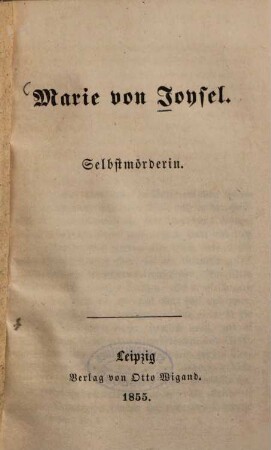 Marie von Joysel.
Selbstmörderin.
Leipzig
Verlag von Otto Wigand.
1855.